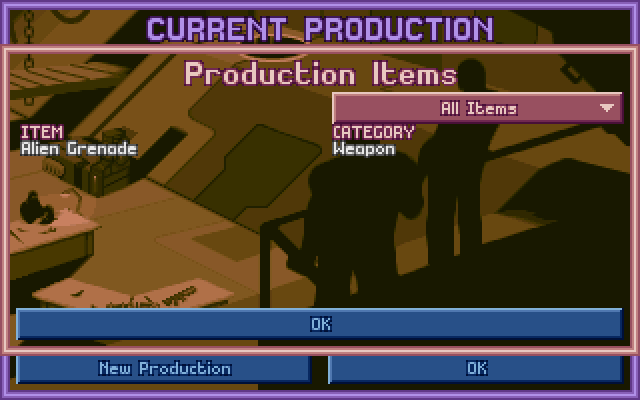 CURRENT PRODUCTION
Production Items
All Items
ITEM CATEGORY
Alien Grenade Weapon
OK
New Production OK